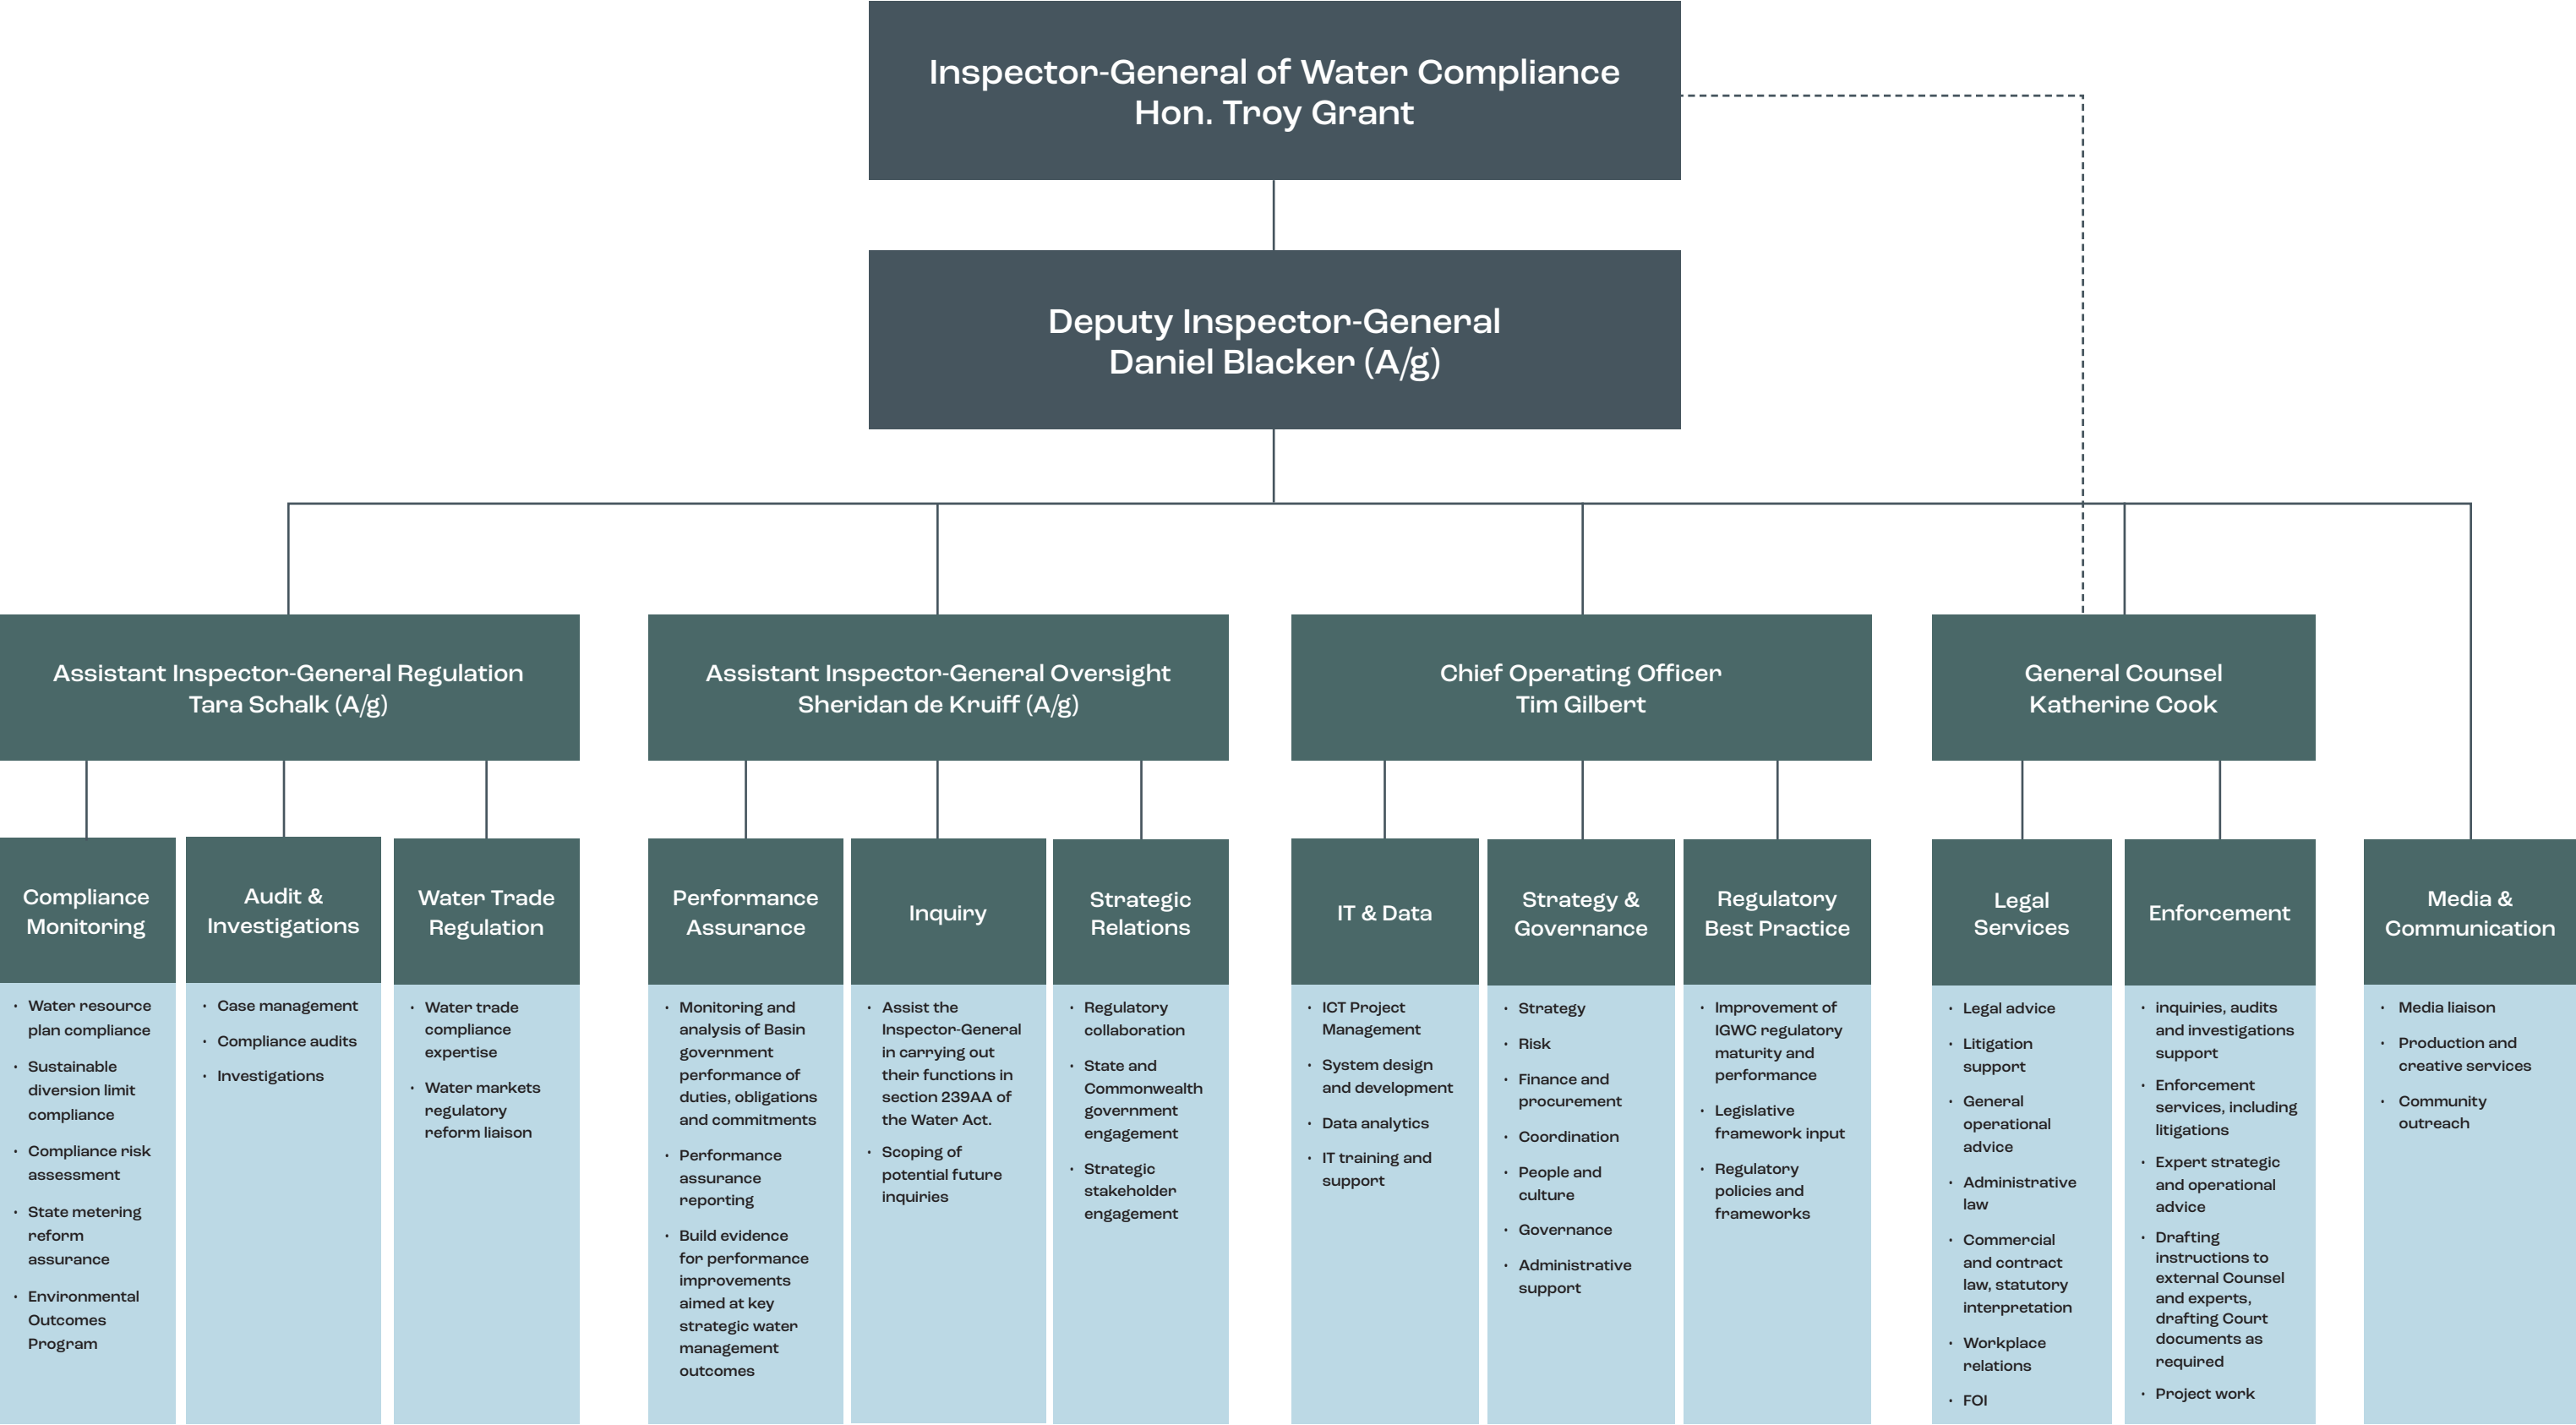 Inspector-General of Water Compliance
Hon. Troy Grant
Deputy Inspector-General
Daniel Blacker (A/g)
Assistant Inspector-General Regulation
Tara Schalk (A/g)
Assistant Inspector-General Oversight
Sheridan de Kruiff (A/g)
Chief Operating Officer
Tim Gilbert
General Counsel
Katherine Cook
Compliance
Monitoring
· Water resource
plan compliance
· Sustainable
diversion limit
compliance
· Compliance risk
assessment
· State metering
reform
assurance
· Environmental
Outcomes
Program
Audit &
Investigations
· Case management
· Compliance audits
· Investigations
Water Trade
Regulation
· Water trade
compliance
expertise
· Water markets
regulatory
reform liaison
Performance
Assurance
· Monitoring and
analysis of Basin
government
performance of
duties, obligations
and commitments
· Performance
assurance
reporting
· Build evidence
for performance
improvements
aimed at key
strategic water
management
outcomes
Inquiry
· Assist the
Inspector-General
in carrying out
their functions in
section 239AA of
the Water Act.
· Scoping of
potential future
inquiries
Strategic
Relations
· Regulatory
collaboration
· State and
Commonwealth
government
engagement
· Strategic
stakeholder
engagement
IT & Data
· ICT Project
Management
· System design
and development
· Data analytics
· IT training and
support
Strategy &
Governance
· Strategy
· Risk
· Finance and
procurement
· Coordination
· People and
culture
· Governance
· Administrative
support
Regulatory
Best Practice
· Improvement of
IGWC regulatory
maturity and
performance
· Legislative
framework input
· Regulatory
policies and
frameworks
Legal
Services
· Legal advice
· Litigation
support
· General
operational
advice
· Administrative
law
· Commercial
and contract
law, statutory
interpretation
· Workplace
relations
· FOI
Enforcement
· inquiries, audits
and investigations
support
· Enforcement
services, including
litigations
· Expert strategic
and operational
advice
· Drafting
instructions to
external Counsel
and experts,
drafting Court
documents as
required
· Project work
Media &
Communication
· Media liaison
· Production and
creative services
· Community
outreach